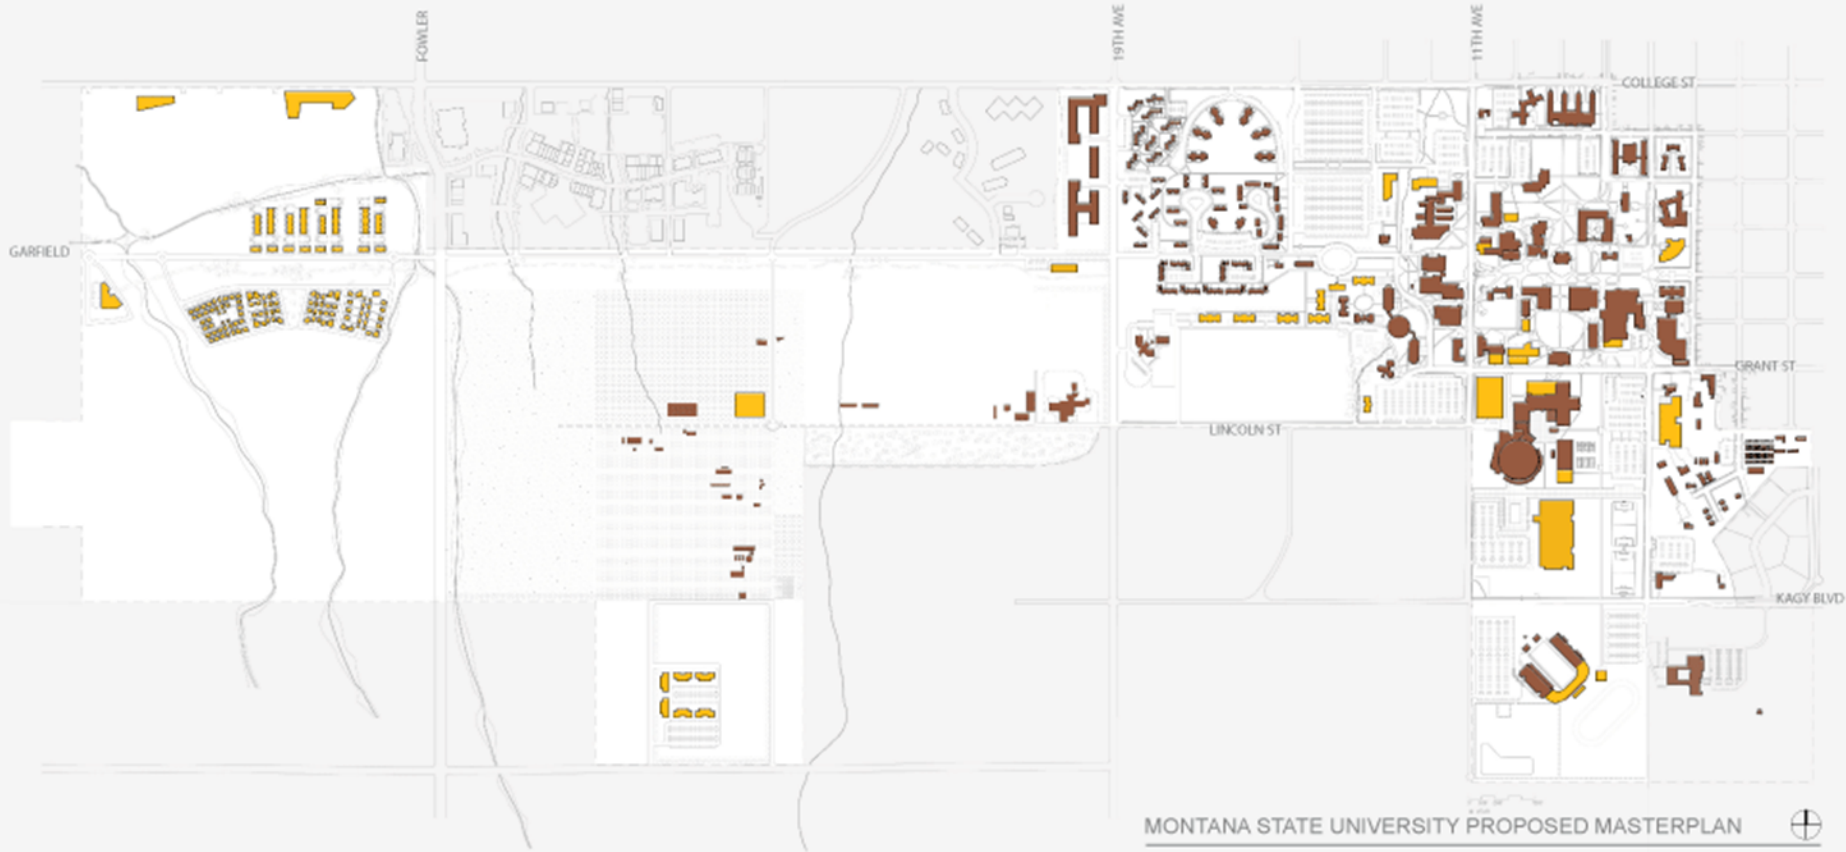 FOWLER
19TH AVE
11TH AVE
COLLEGE ST
GARFIELD
GRANT ST
LINCOLN ST
KAGY BLVD
MONTANA STATE UNIVERSITY PROPOSED MASTERPLAN